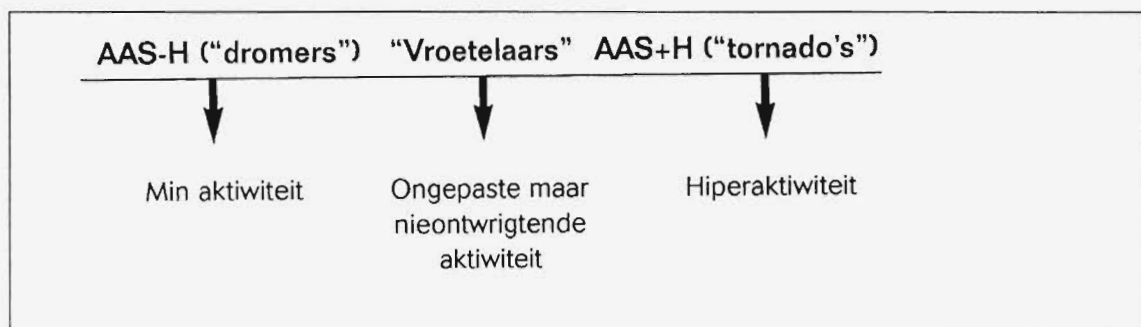 AAS-H (“dromers”) “Vroetelaars” AAS+H (“tornado’s”)
Min aktiwiteit
Ongepaste maar
nieontwrigtende
aktiwiteit
Hiperaktiwiteit